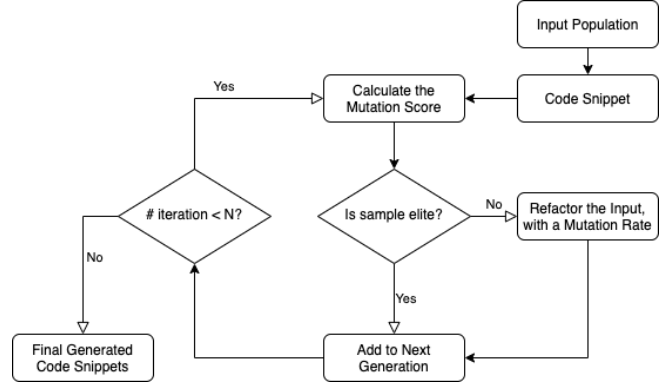 Input Population
Yes
Calculate the
Mutation Score
Code Snippet
# iteration < N?
Is sample elite?
No
Refactor the Input,
with a Mutation Rate
No
Yes
Final Generated
Code Snippets
Add to Next
Generation